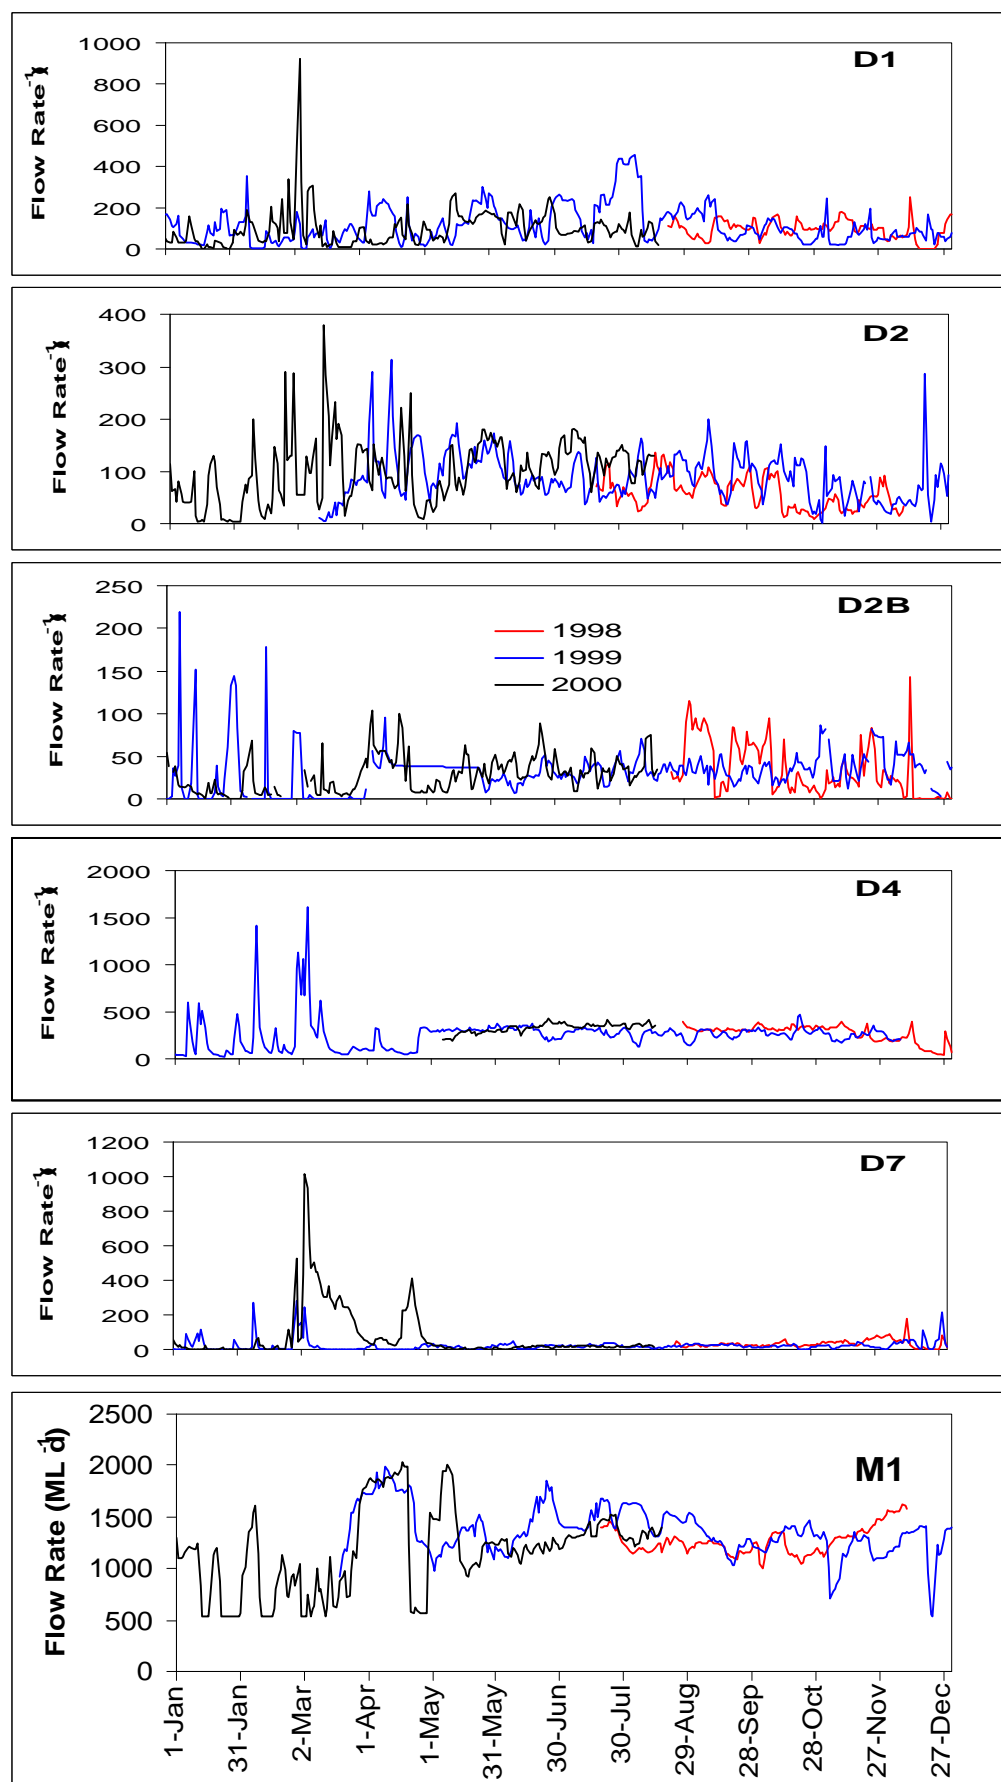 D1
Flow Rate
1000
800
600
400
200
0
D2
Flow Rate
400
300
200
100
0
D2B
Flow Rate
250
200
150
100
50
0
1998
1999
2000
D4
Flow Rate
2000
1500
1000
500
0
D7
Flow Rate
1200
1000
800
600
400
200
0
M1
Flow Rate (ML d-1)
2500
2000
1500
1000
500
0
1-Jan
31-Jan
2-Mar
1-Apr
1-May
31-May
30-Jun
30-Jul
29-Aug
28-Sep
28-Oct
27-Nov
27-Dec